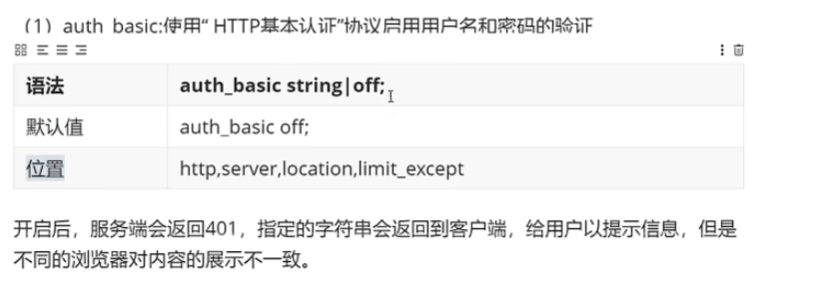 （1）auth_basic:使用“ HTTP基本认证”协议启用用户名和密码的验证
语法 auth_basic string|off;
默认值 auth_basic off;
位置 http,server,location,limit_except
开启后，服务端会返回401，指定的字符串会返回到客户端，给用户以提示信息，但是
不同的浏览器对内容的展示不一致。